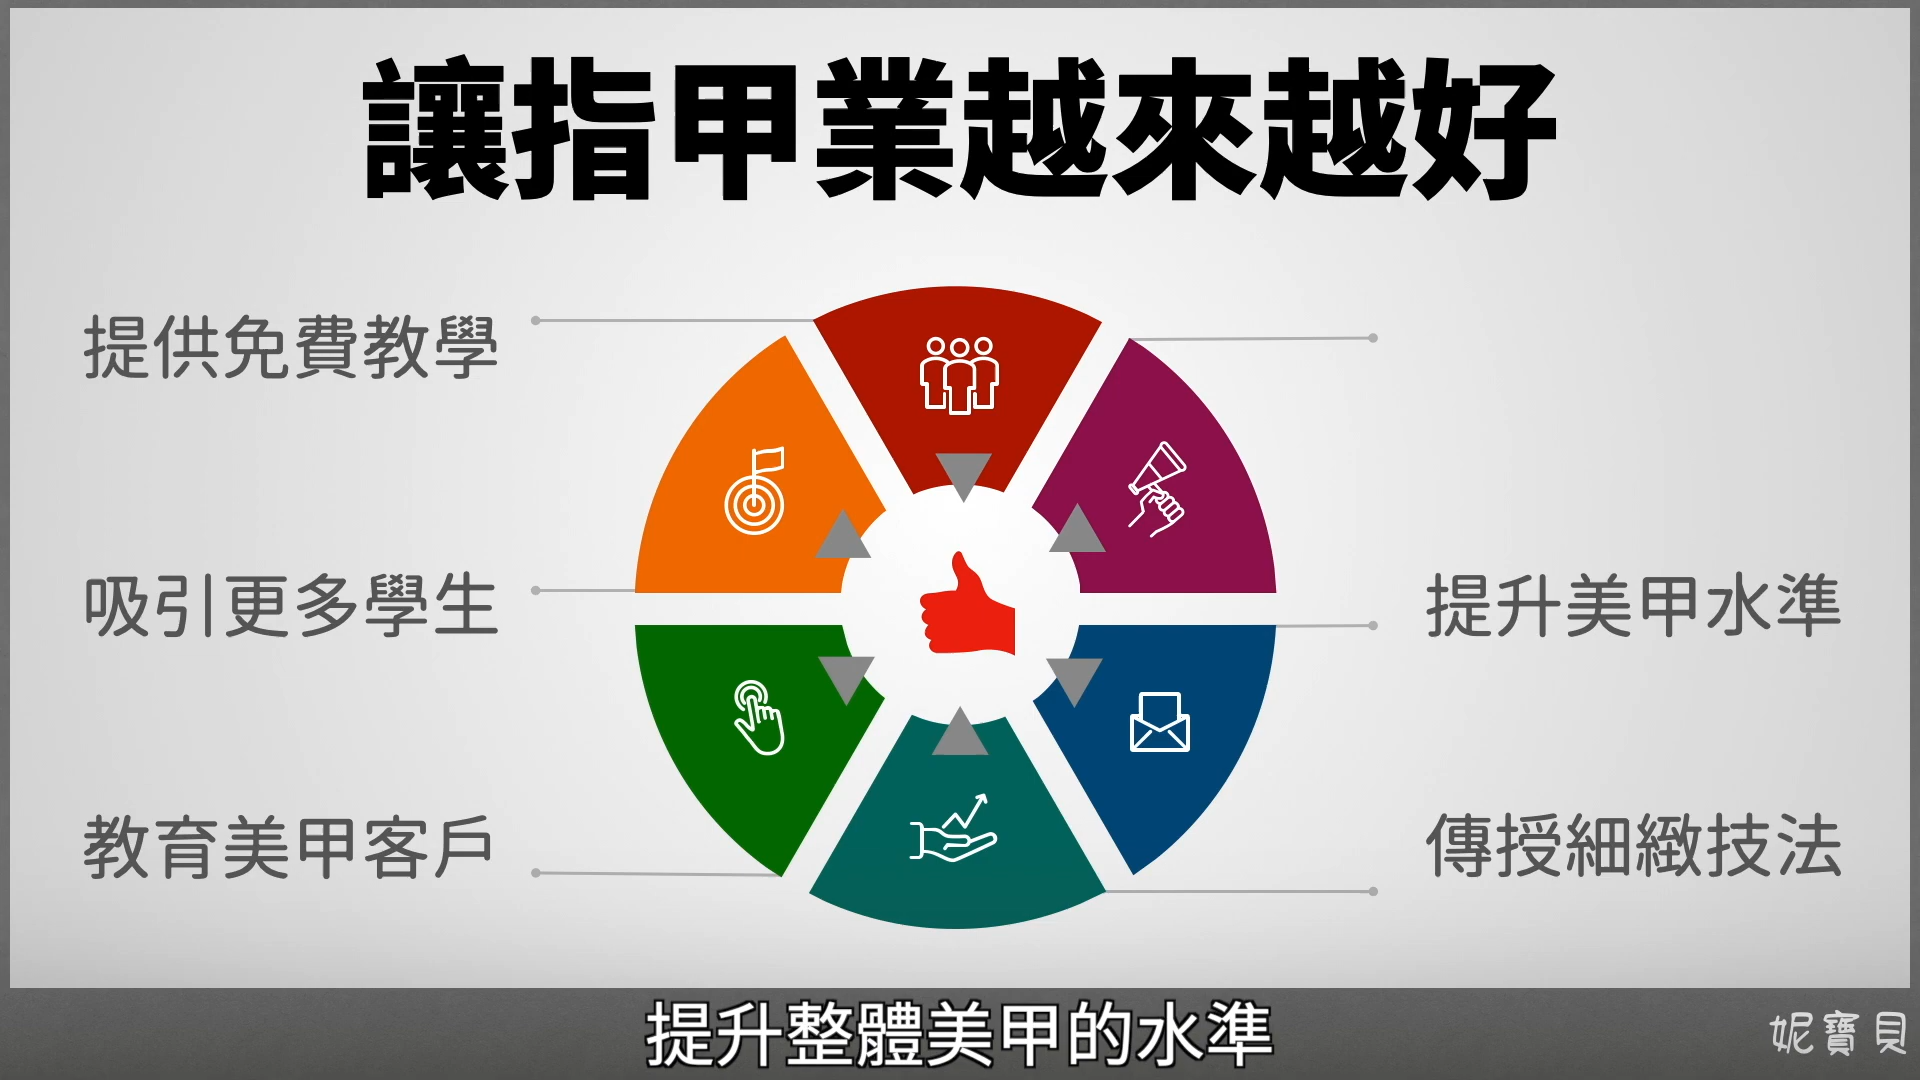 讓指甲業越來越好
提供免費教學
吸引更多學生
教育美甲客戶
提升美甲水準
傳授細緻技法
提升整體美甲的水準
妮寶貝